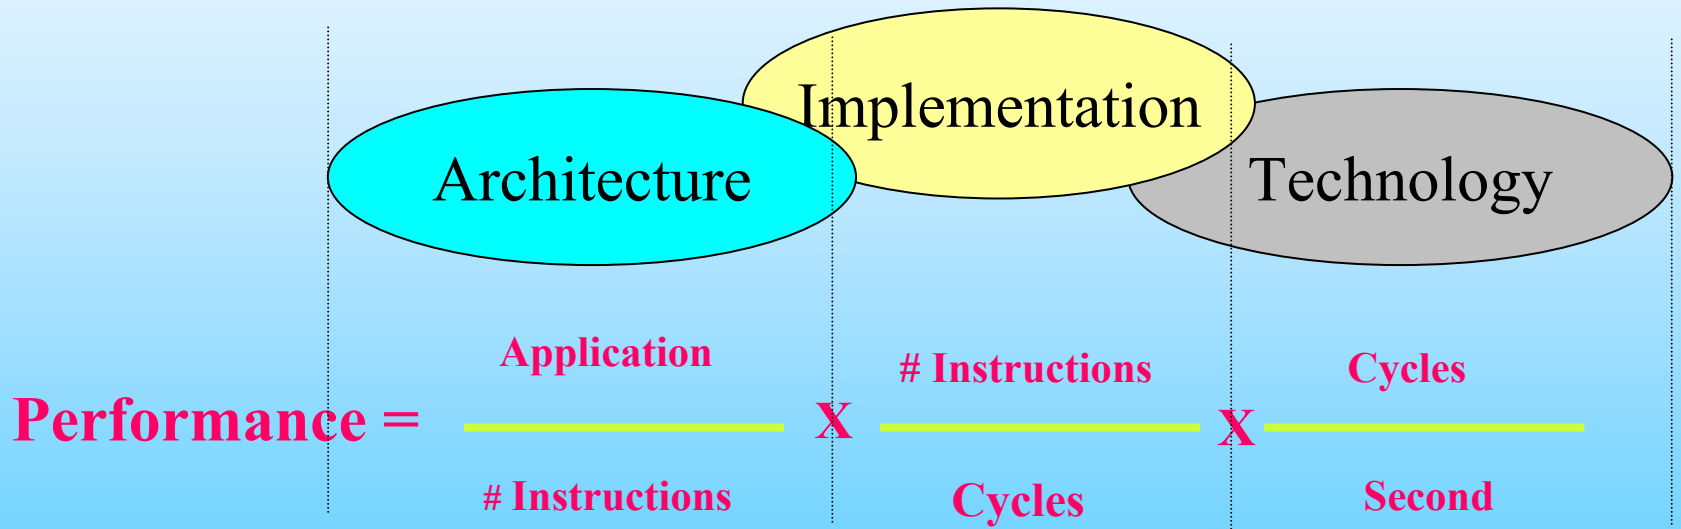 Implementation
Architecture
Technology
Application
# Instructions
Cycles
Performance =
X
X
# Instructions
Cycles
Second